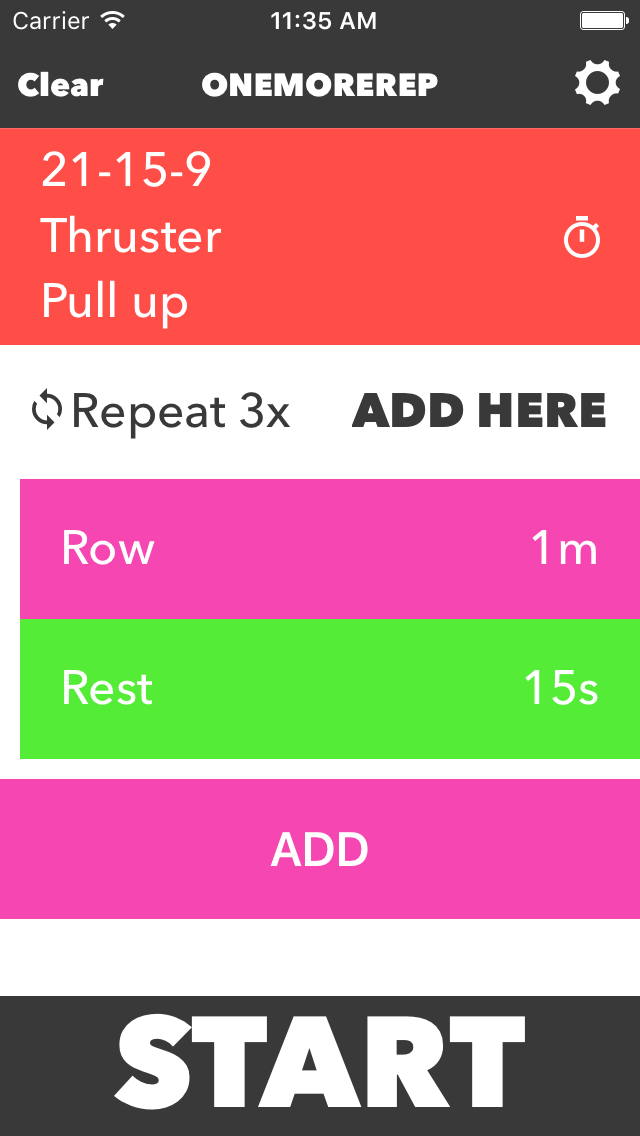 Carrier 11:35 AM
Clear ONEMOREREP
21-15-9
Thruster
Pull up
Repeat 3x ADD HERE
Row 1m
Rest 15s
ADD
START